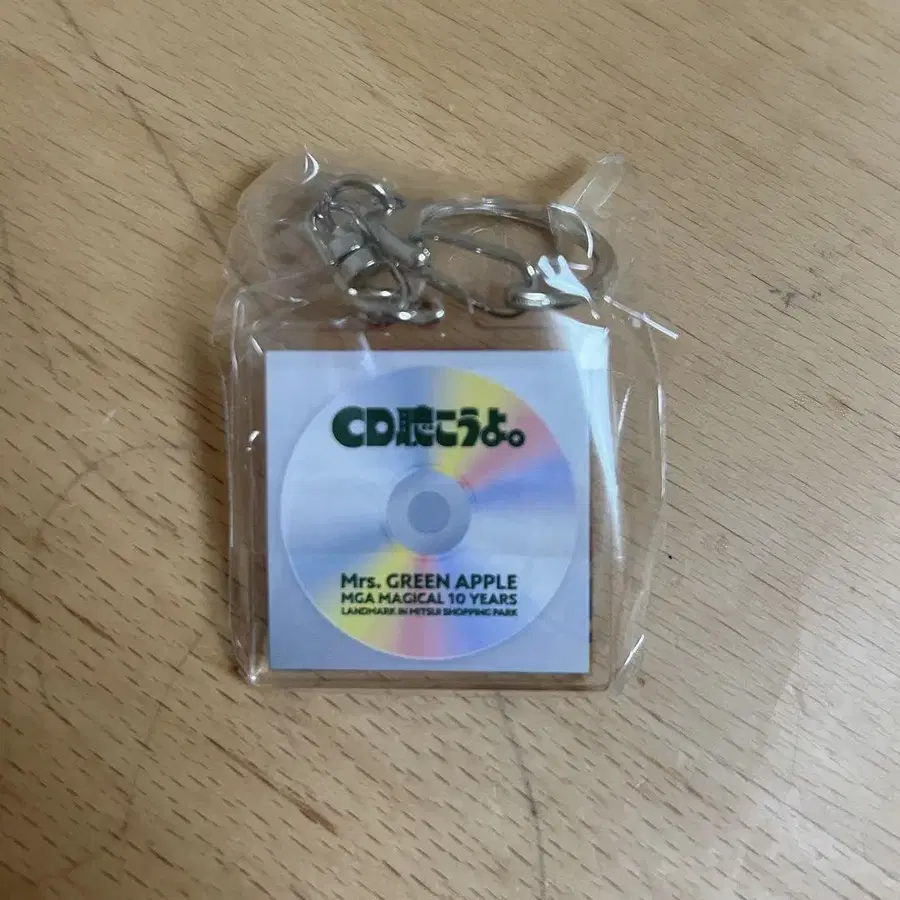 CD聴こうよ。
Mrs. GREEN APPLE
MGA MAGICAL 10 YEARS
LANDMARK IN MITSUI SHOPPING PARK